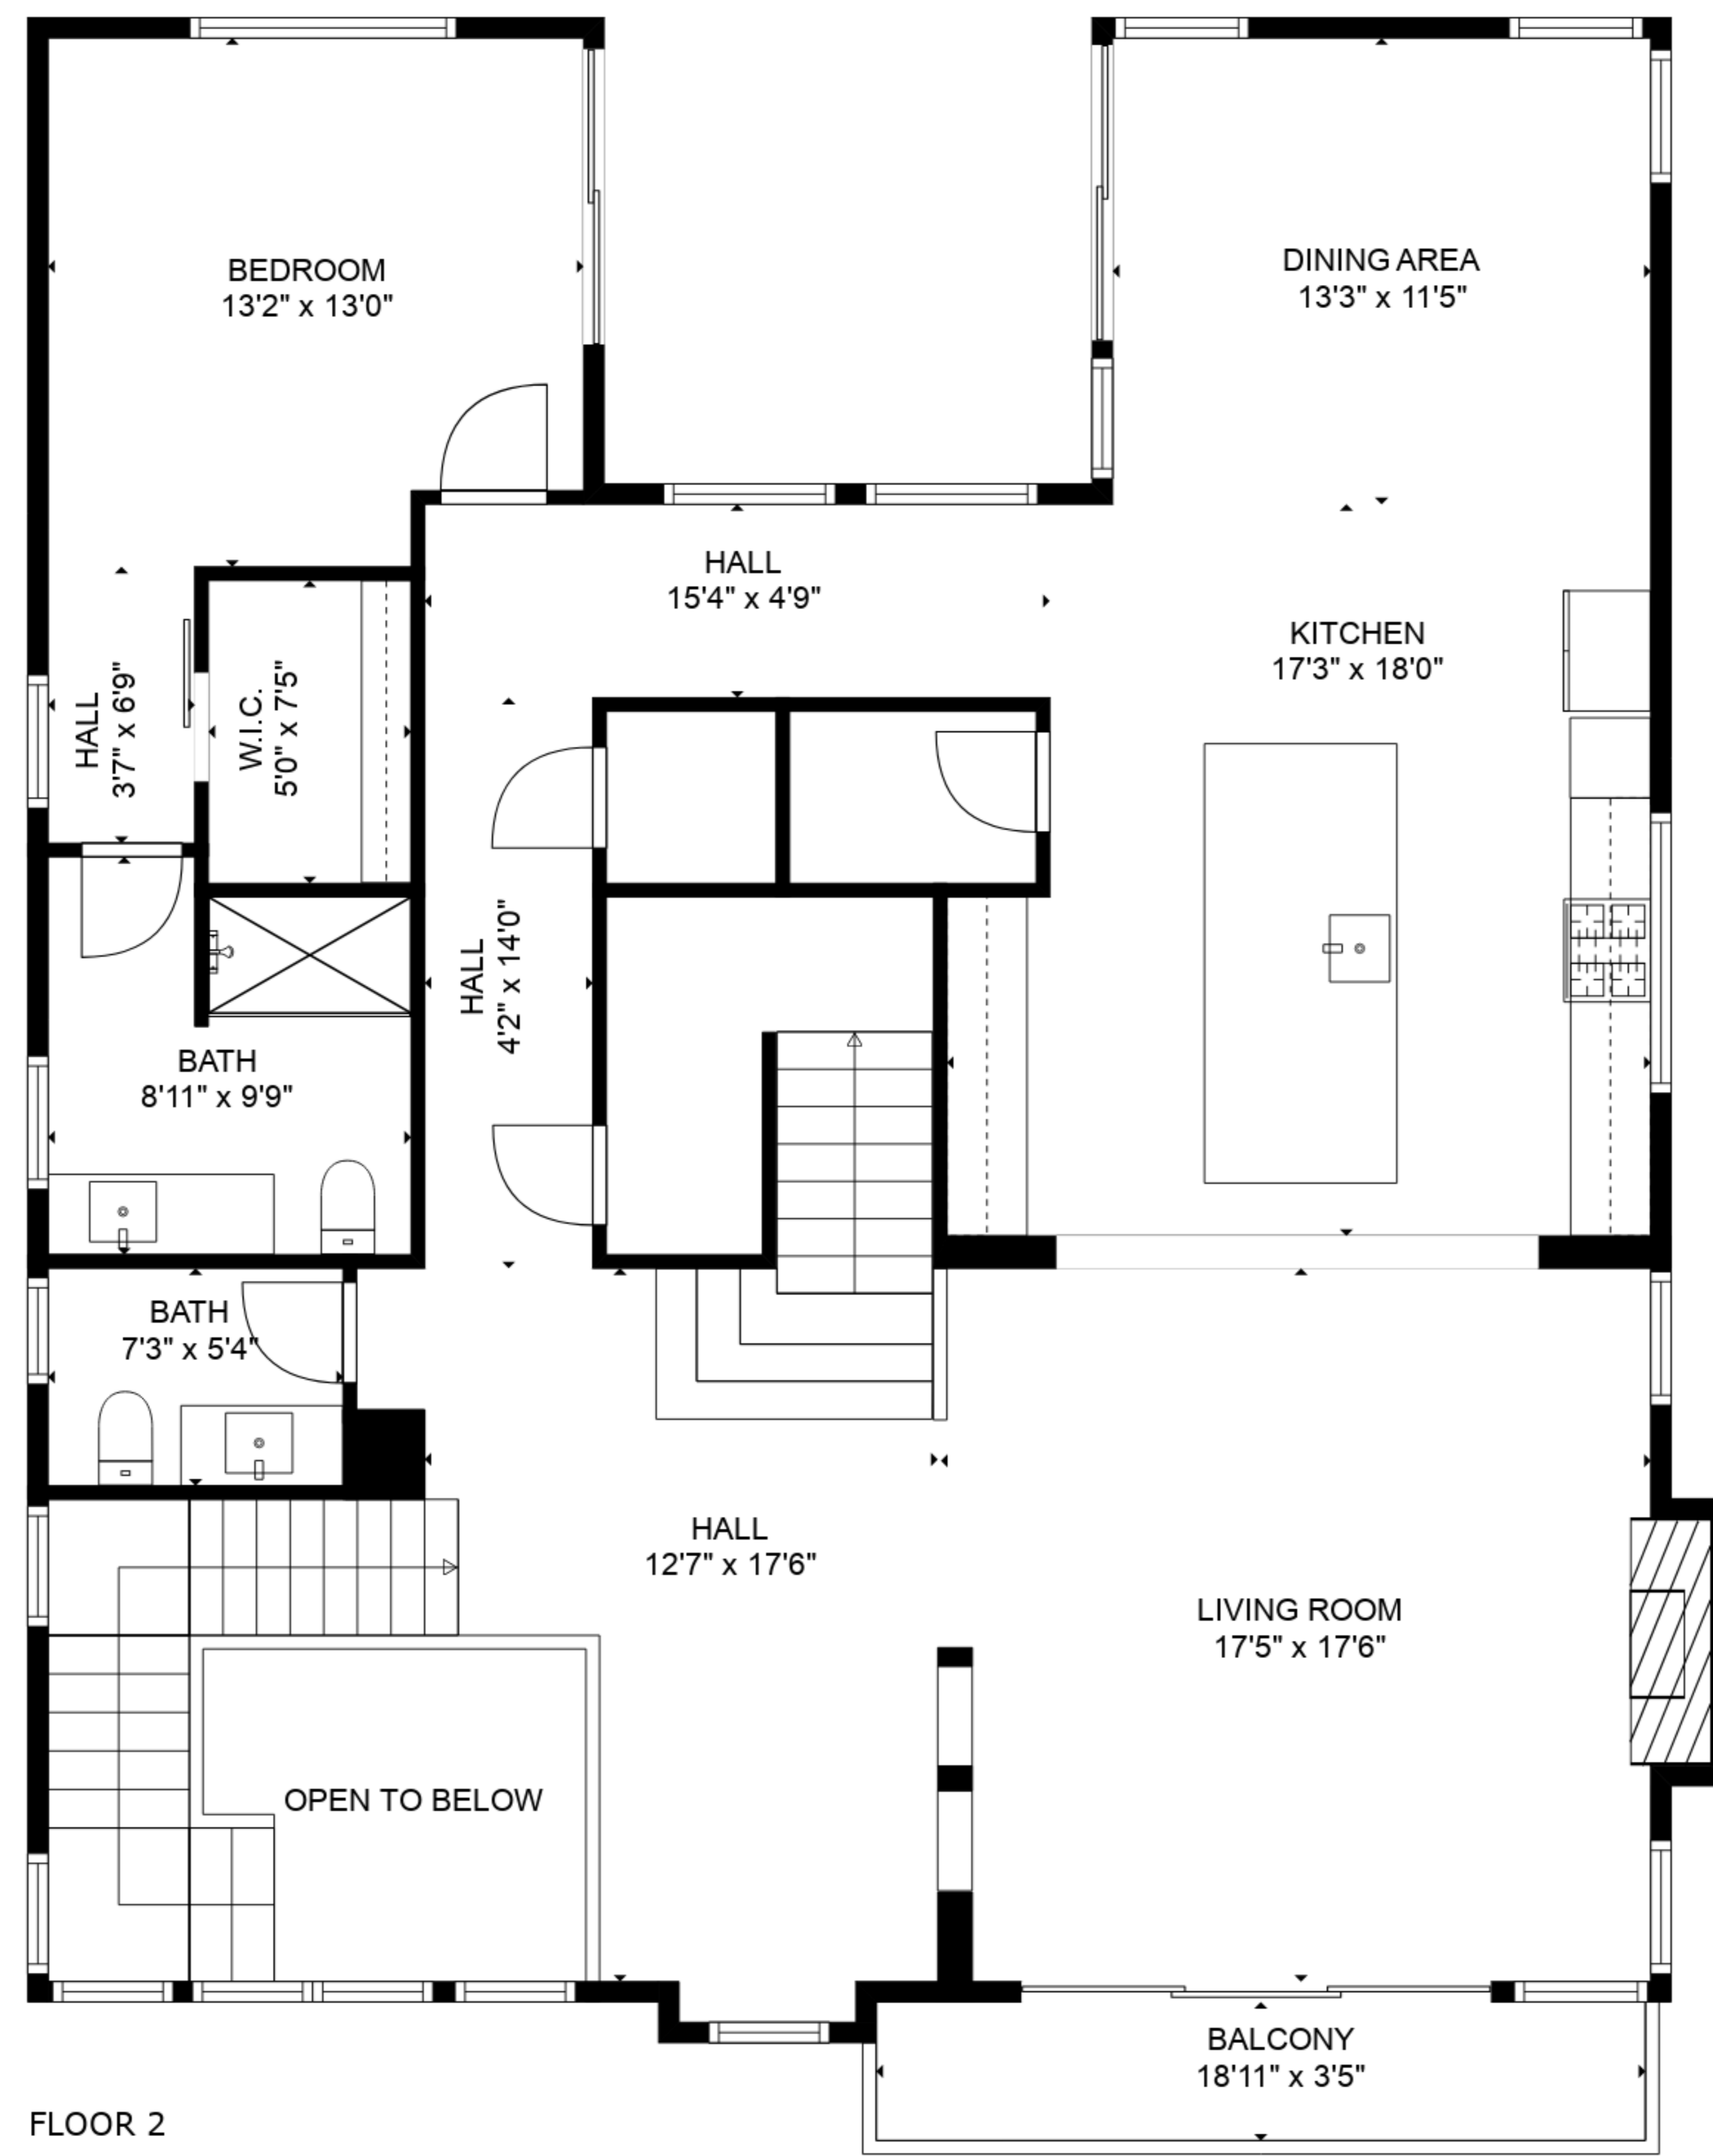 BEDROOM
13'2" x 13'0"
DINING AREA
13'3" x 11'5"
HALL
15'4" x 4'9"
KITCHEN
17'3" x 18'0"
HALL
3'7" x 6'9"
W.I.C.
5'0" x 7'5"
HALL
4'2" x 14'0"
BATH
8'11" x 9'9"
BATH
7'3" x 5'4"
HALL
12'7" x 17'6"
LIVING ROOM
17'5" x 17'6"
OPEN TO BELOW
BALCONY
18'11" x 3'5"
FLOOR 2